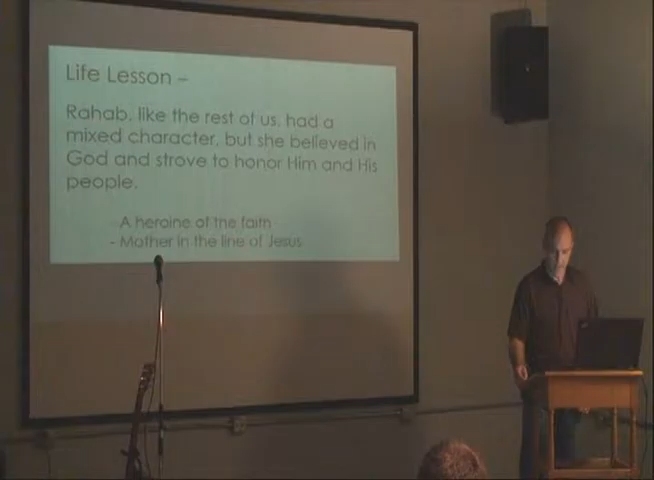 Life Lesson –
Rahab, like the rest of us, had a
mixed character, but she believed in
God and strove to honor Him and His
people.
A heroine of the faith
- Mother in the line of Jesus